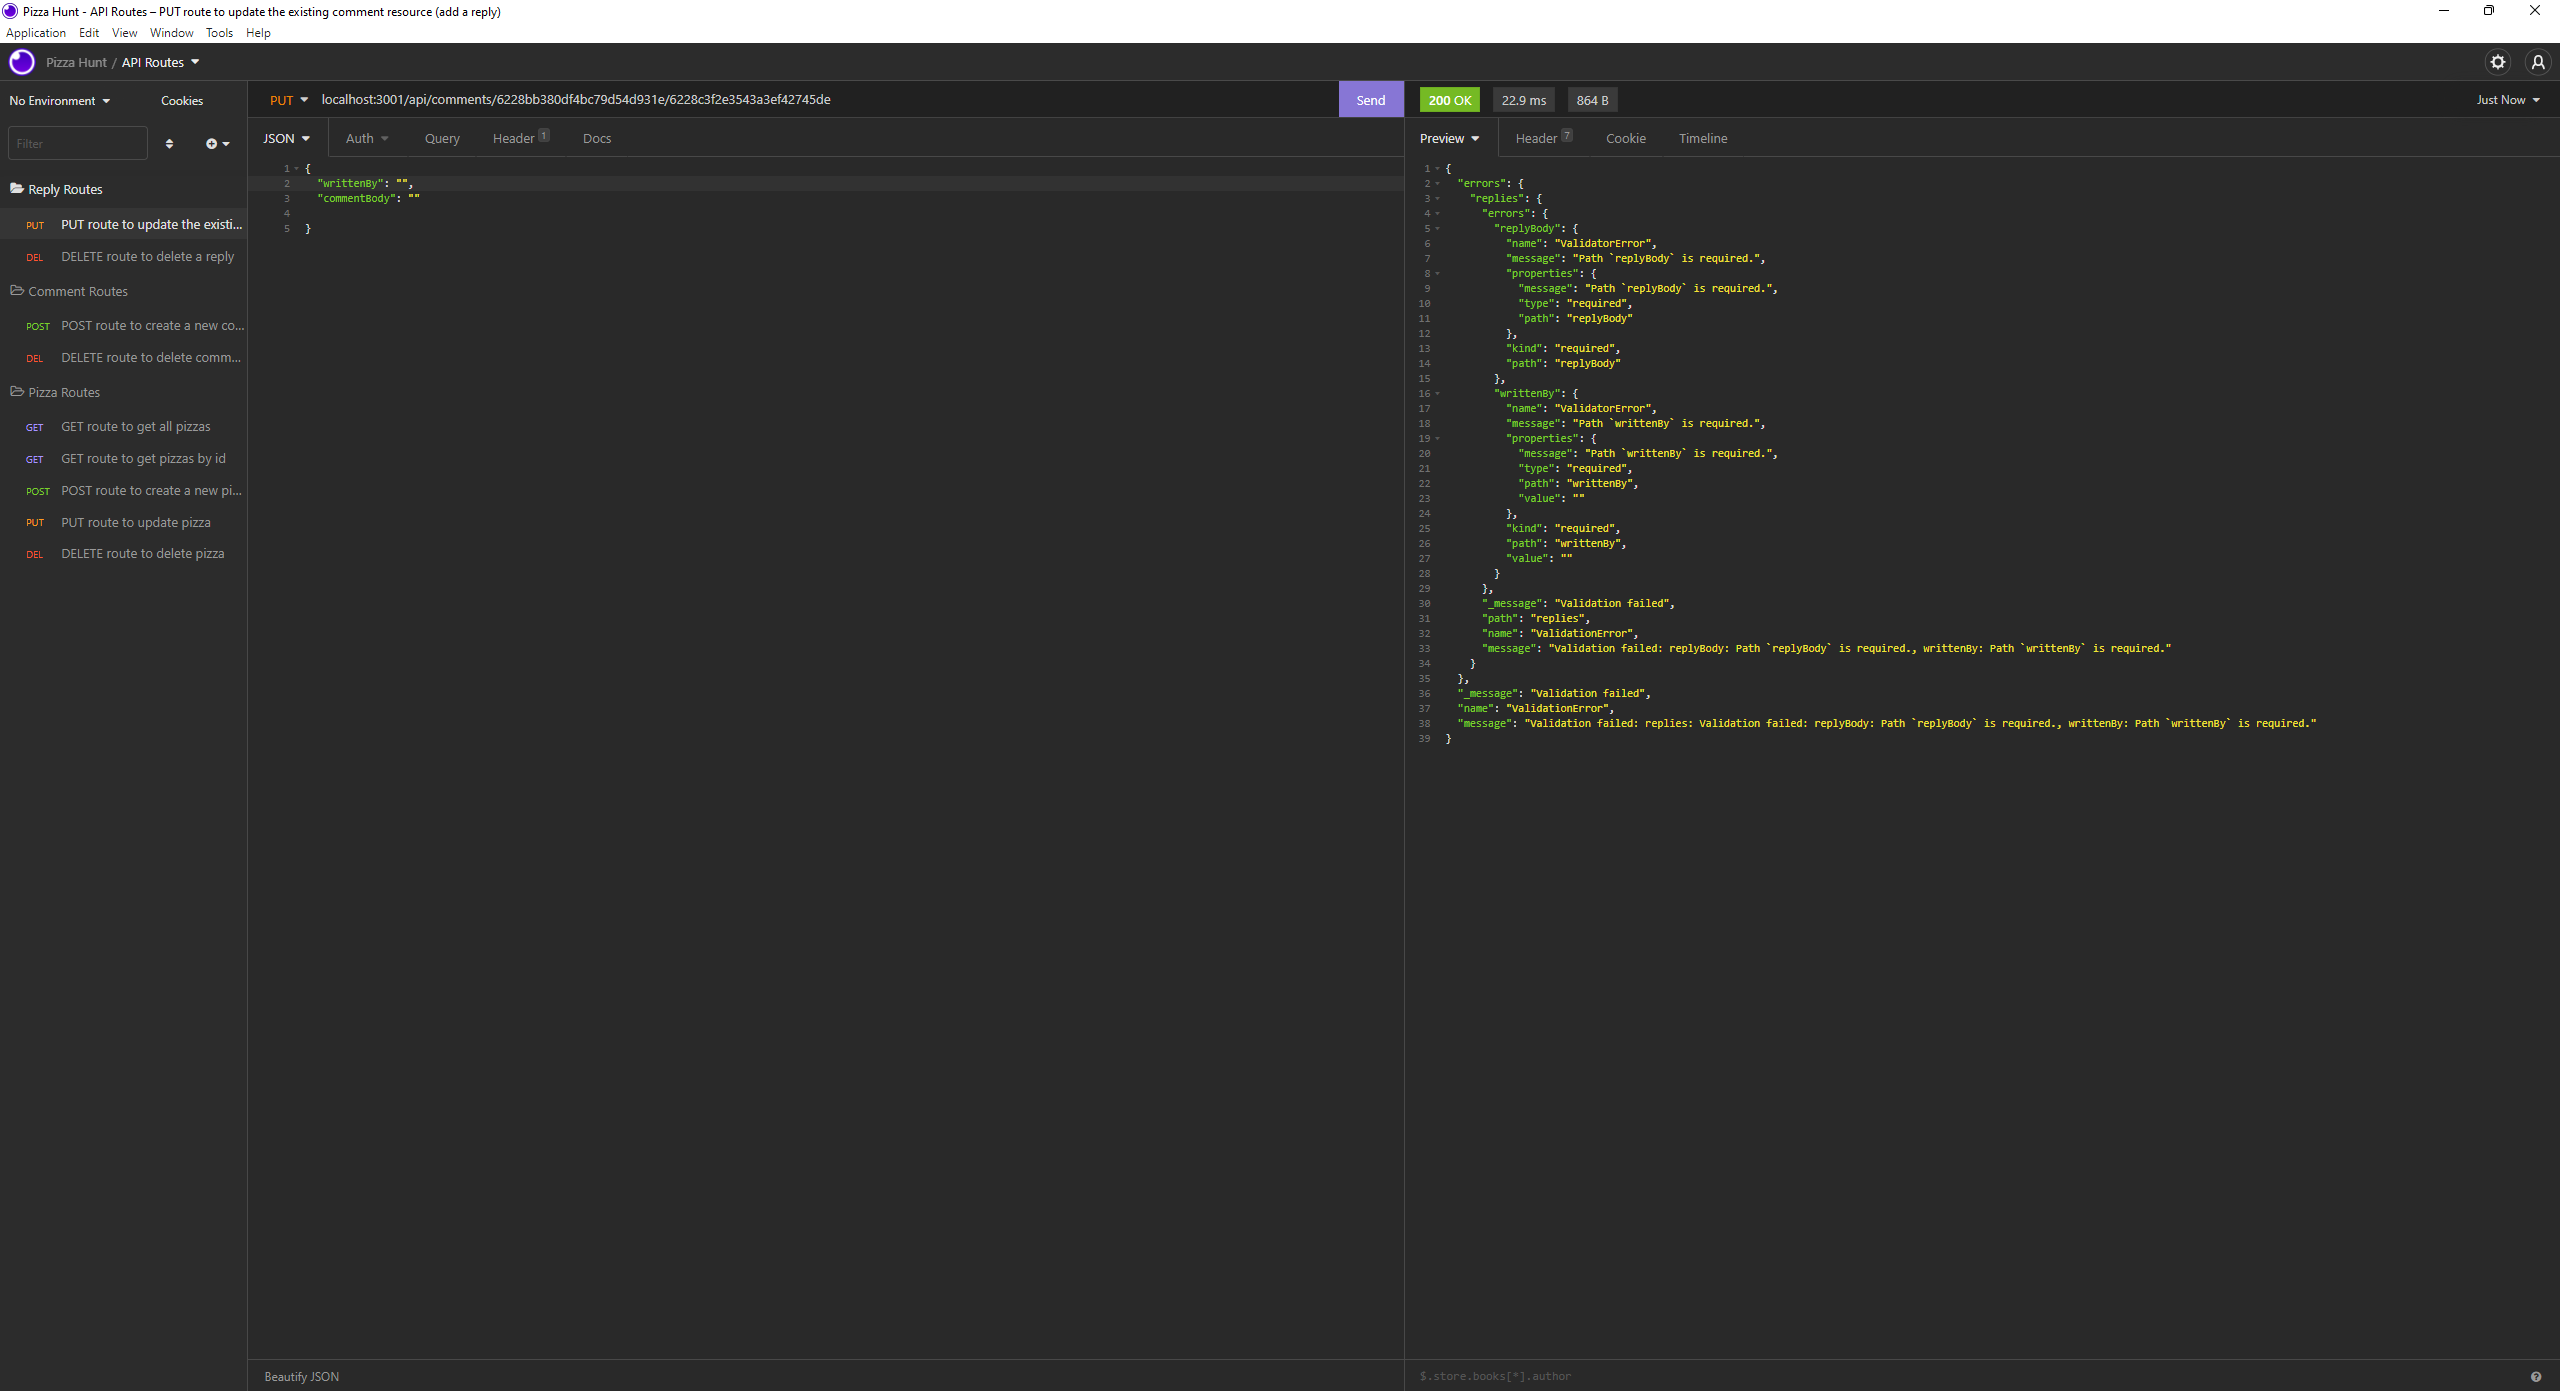 Pizza Hunt - API Routes – PUT route to update the existing comment resource (add a reply)
Application Edit View Window Tools Help
Pizza Hunt / API Routes
No Environment Cookies
Filter
Reply Routes
PUT PUT route to update the existi...
DEL DELETE route to delete a reply
Comment Routes
POST POST route to create a new co...
DEL DELETE route to delete comm...
Pizza Routes
GET GET route to get all pizzas
GET GET route to get pizzas by id
POST POST route to create a new pi...
PUT PUT route to update pizza
DEL DELETE route to delete pizza
PUT localhost:3001/api/comments/6228bb380df4bc79d54d931e/6228c3f2e3543a3ef42745de Send
JSON Auth Query Header 1 Docs
1 {
2 "writtenBy": "",
3 "commentBody": ""
4
5 }
Beautify JSON
200 OK 22.9 ms 864 B Just Now
Preview Header 7 Cookie Timeline
1 {
2 "errors": {
3 "replies": {
4 "errors": {
5 "replyBody": {
6 "name": "ValidatorError",
7 "message": "Path `replyBody` is required.",
8 "properties": {
9 "message": "Path `replyBody` is required.",
10 "type": "required",
11 "path": "replyBody"
12 },
13 "kind": "required",
14 "path": "replyBody"
15 },
16 "writtenBy": {
17 "name": "ValidatorError",
18 "message": "Path `writtenBy` is required.",
19 "properties": {
20 "message": "Path `writtenBy` is required.",
21 "type": "required",
22 "path": "writtenBy",
23 "value": ""
24 },
25 "kind": "required",
26 "path": "writtenBy",
27 "value": ""
28 }
29 },
30 "_message": "Validation failed",
31 "path": "replies",
32 "name": "ValidationError",
33 "message": "Validation failed: replyBody: Path `replyBody` is required., writtenBy: Path `writtenBy` is required."
34 }
35 },
36 "_message": "Validation failed",
37 "name": "ValidationError",
38 "message": "Validation failed: replies: Validation failed: replyBody: Path `replyBody` is required., writtenBy: Path `writtenBy` is required."
39 }
$.store.books[*].author